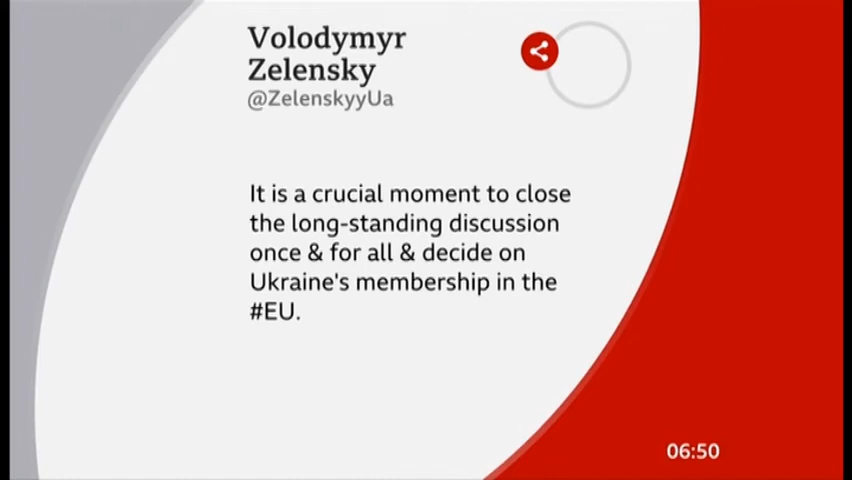 Volodymyr
Zelensky
@ZelenskyyUa
It is a crucial moment to close
the long-standing discussion
once & for all & decide on
Ukraine's membership in the
#EU.
06:50